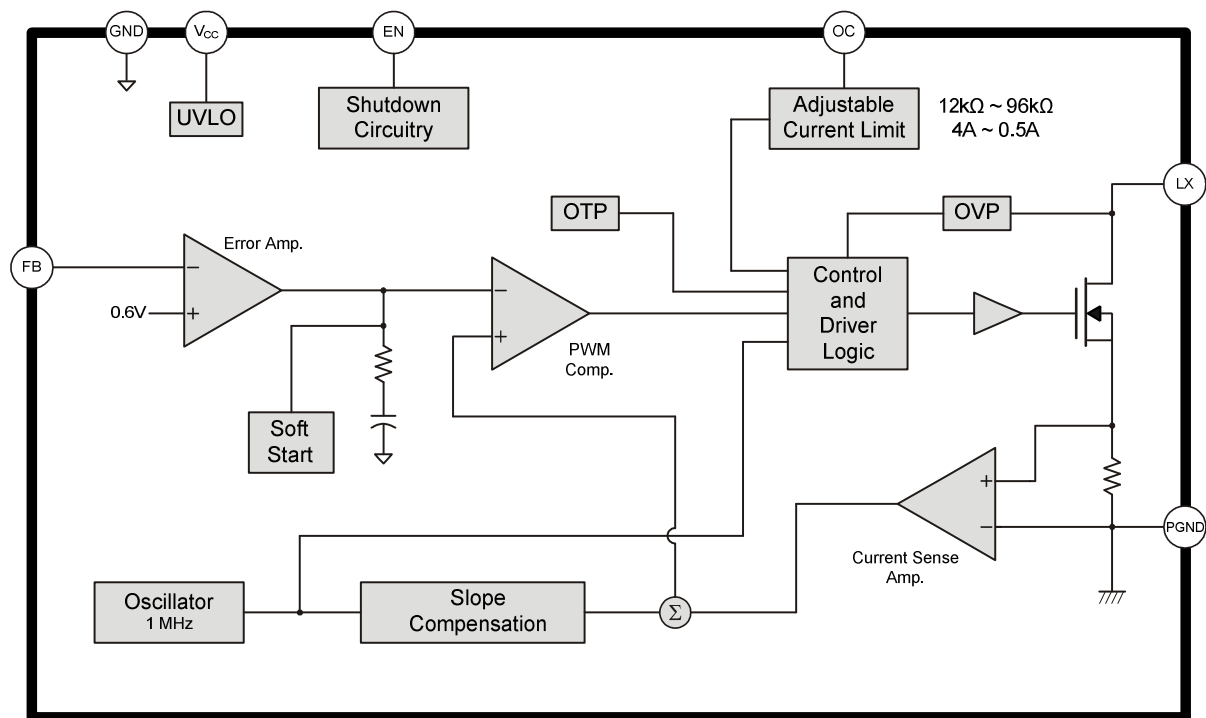 GND
VCC
EN
OC
UVLO
Shutdown
Circuitry
Adjustable
Current Limit
12kΩ ~ 96kΩ
4A ~ 0.5A
LX
OTP
OVP
Error Amp.
FB
−
+
0.6V
−
+
PWM
Comp.
Control
and
Driver
Logic
Soft
Start
+
−
Current Sense
Amp.
PGND
Oscillator
1 MHz
Slope
Compensation
Σ